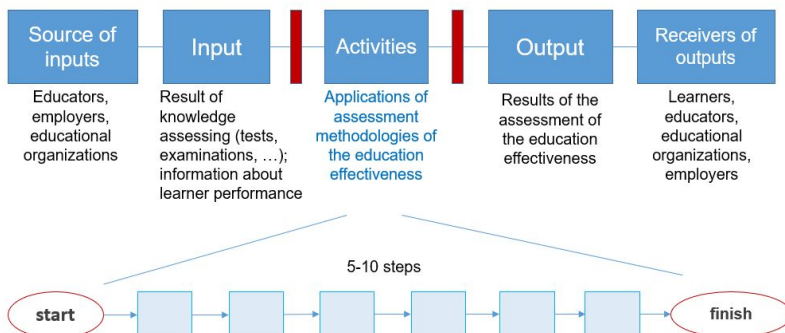 Source of
inputs
Input
Activities
Output
Receivers of
outputs
Educators,
employers,
educational
organizations
Result of
knowledge
assessing (tests,
examinations, …);
information about
learner performance
Applications of
assessment
methodologies of
the education
effectiveness
Results of the
assessment of
the education
effectiveness
Learners,
educators,
educational
organizations,
employers
5-10 steps
start
finish